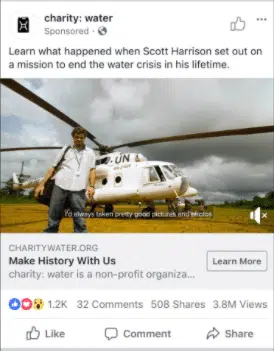 charity: water
Sponsored ·
Learn what happened when Scott Harrison set out on
a mission to end the water crisis in his lifetime.
UN
I'd always taken pretty good pictures and photos
CHARITYWATER.ORG
Make History With Us
charity: water is a non-profit organiza...
Learn More
1.2K 32 Comments 508 Shares 3.8M Views
Like Comment Share